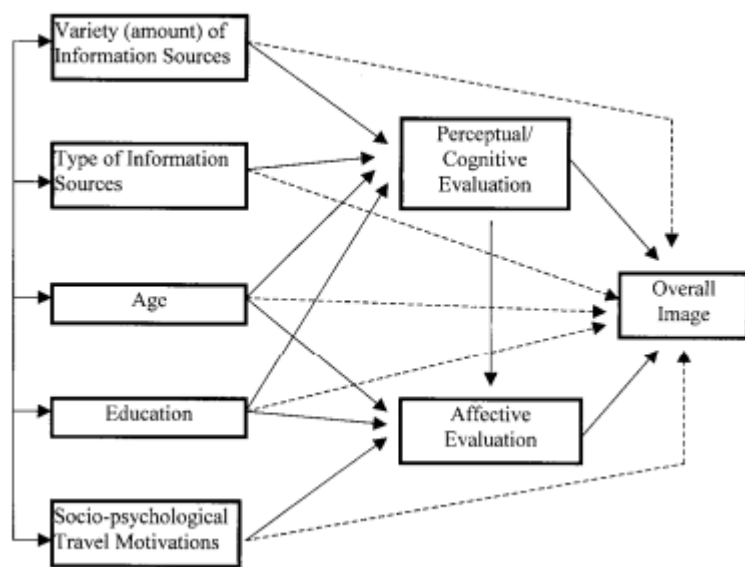 Variety (amount) of
Information Sources
Type of Information
Sources
Age
Education
Socio-psychological
Travel Motivations
Perceptual/
Cognitive
Evaluation
Affective
Evaluation
Overall
Image